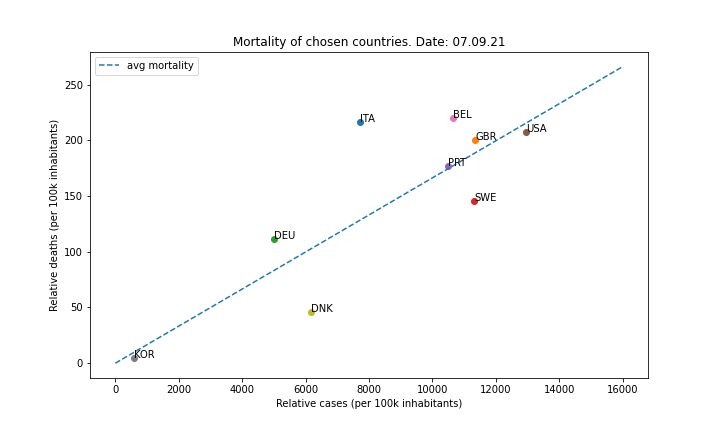 Mortality of chosen countries. Date: 07.09.21
avg mortality
Relative deaths (per 100k inhabitants)
250
200
150
100
50
0
ITA
BEL
USA
GBR
PRT
SWE
DEU
DNK
KOR
0 2000 4000 6000 8000 10000 12000 14000 16000
Relative cases (per 100k inhabitants)